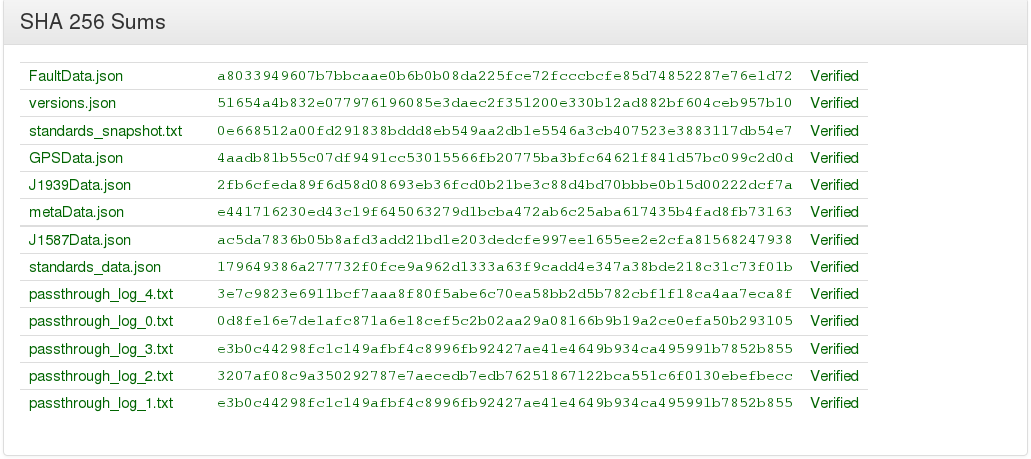 SHA 256 Sums
FaultData.json a8033949607b7bbcaae0b6b0b08da225fce72fcccbcfe85d74852287e76e1d72 Verified
versions.json 51654a4b832e077976196085e3daec2f351200e330b12ad882bf604ceb957b10 Verified
standards_snapshot.txt 0e668512a00fd291838bddd8eb549aa2db1e5546a3cb407523e3883117db54e7 Verified
GPSData.json 4aadb81b55c07df9491cc53015566fb20775ba3bfc64621f841d57bc099c2d0d Verified
J1939Data.json 2fb6cfeda89f6d58d08693eb36fcd0b21be3c88d4bd70bbbe0b15d00222dcf7a Verified
metaData.json e441716230ed43c19f645063279d1bcba472ab6c25aba617435b4fad8fb73163 Verified
J1587Data.json ac5da7836b05b8afd3add21bd1e203dedcfe997ee1655ee2e2cfa81568247938 Verified
standards_data.json 179649386a277732f0fce9a962d1333a63f9cadd4e347a38bde218c31c73f01b Verified
passthrough_log_4.txt 3e7c9823e6911bcf7aaa8f80f5abe6c70ea58bb2d5b782cbf1f18ca4aa7eca8f Verified
passthrough_log_0.txt 0d8fe16e7de1afc871a6e18cef5c2b02aa29a08166b9b19a2ce0efa50b293105 Verified
passthrough_log_3.txt e3b0c44298fc1c149afbf4c8996fb92427ae41e4649b934ca495991b7852b855 Verified
passthrough_log_2.txt 3207af08c9a350292787e7aecedb7edb76251867122bca551c6f0130ebefbecc Verified
passthrough_log_1.txt e3b0c44298fc1c149afbf4c8996fb92427ae41e4649b934ca495991b7852b855 Verified